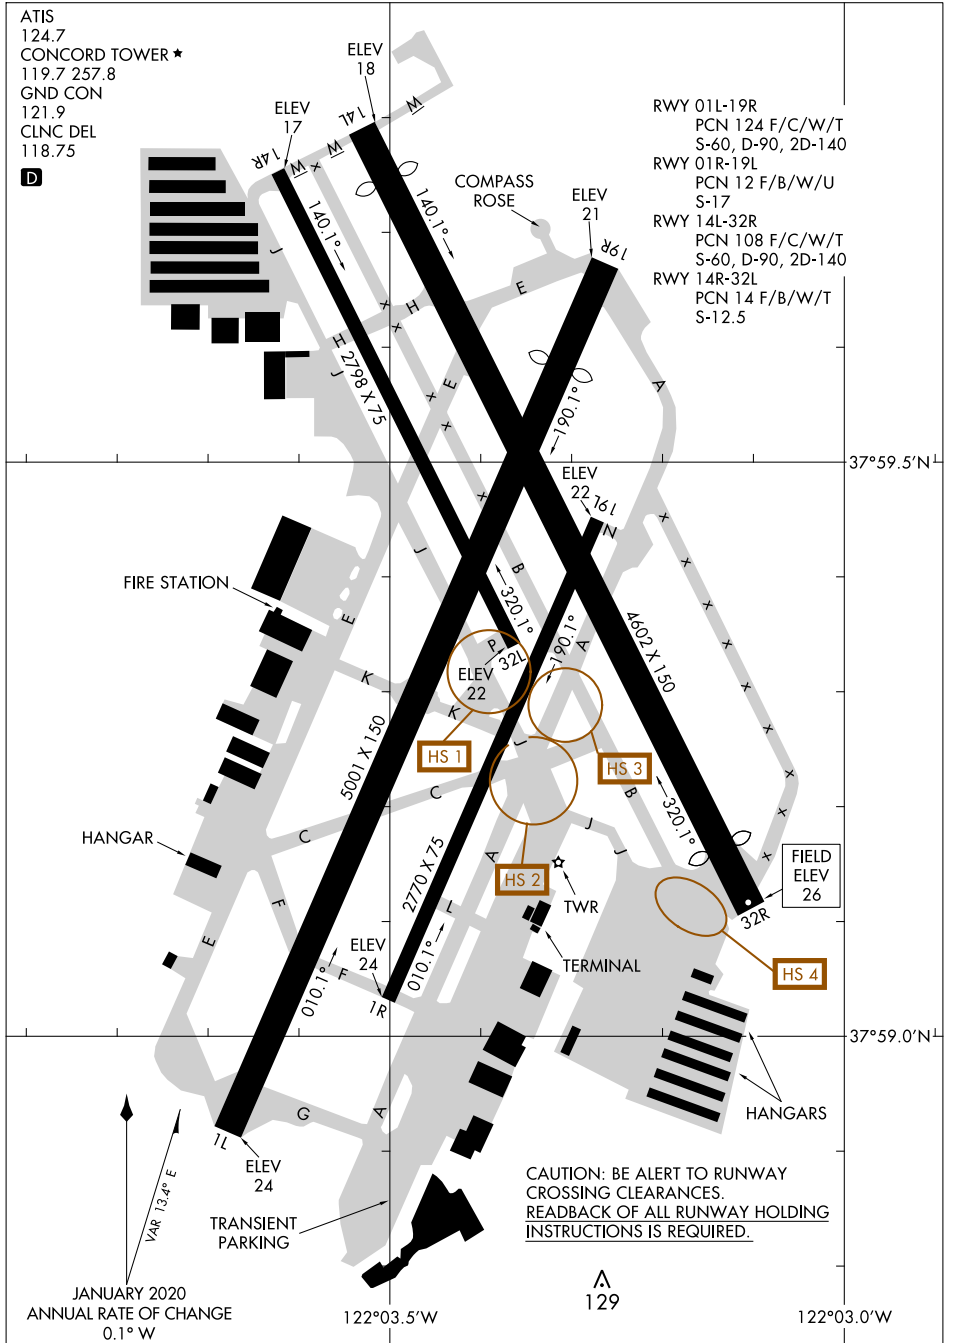 ATIS
124.7
CONCORD TOWER ★
119.7 257.8
GND CON
121.9
CLNC DEL
118.75
D
ELEV
18
ELEV
17
14L
14R
W
W
W
140.1°
140.1°
RWY 01L-19R
PCN 124 F/C/W/T
S-60, D-90, 2D-140
RWY 01R-19L
PCN 12 F/B/W/U
S-17
RWY 14L-32R
PCN 108 F/C/W/T
S-60, D-90, 2D-140
RWY 14R-32L
PCN 14 F/B/W/T
S-12.5
COMPASS
ROSE
ELEV
21
19R
J
E
H
H
J
2798 X 75
E
A
190.1°
37°59.5'N
ELEV
22
19L
N
J
B
FIRE STATION
320.1°
E
P
32L
ELEV
22
190.1°
A
4602 X 150
K
K
J
HS 1
HS 3
5001 X 150
C
C
B
320.1°
HANGAR
J
J
A
2770 X 75
HS 2
TWR
FIELD
ELEV
26
32R
F
L
E
ELEV
24
F
010.1°
010.1°
1R
TERMINAL
HS 4
37°59.0'N
G
A
HANGARS
1L
ELEV
24
VAR 13.4° E
TRANSIENT
PARKING
CAUTION: BE ALERT TO RUNWAY
CROSSING CLEARANCES.
READBACK OF ALL RUNWAY HOLDING
INSTRUCTIONS IS REQUIRED.
JANUARY 2020
ANNUAL RATE OF CHANGE
0.1° W
122°03.5'W
129
122°03.0'W